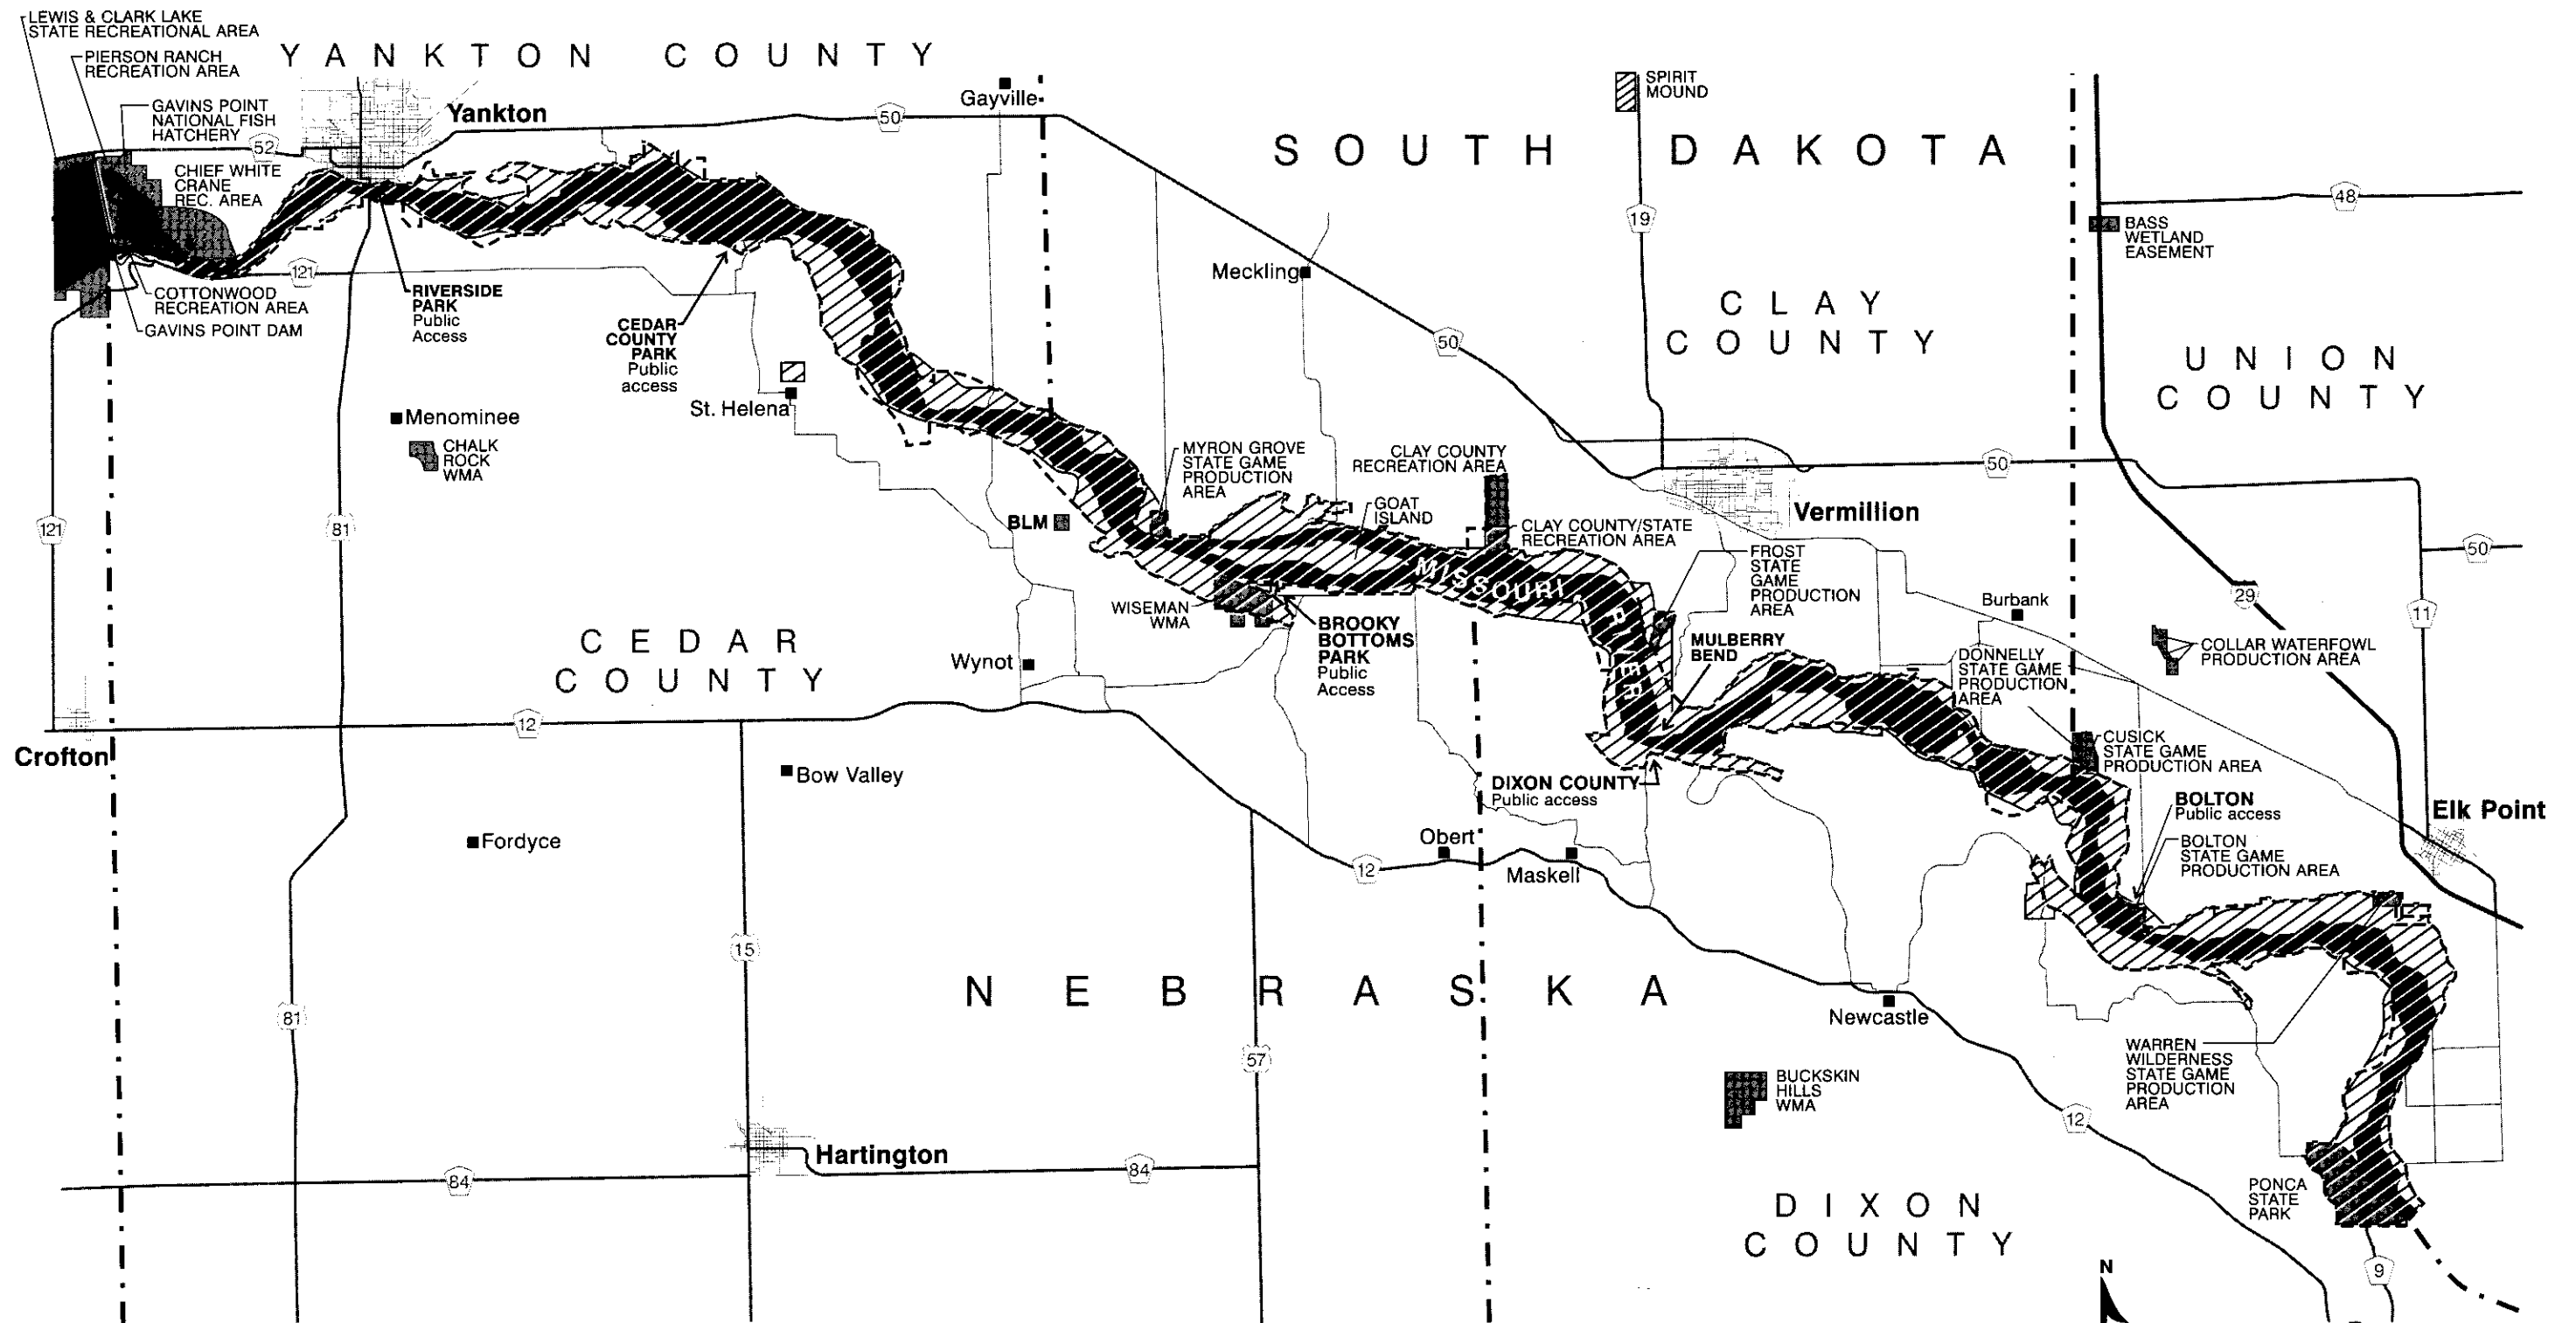 LEWIS & CLARK LAKE
STATE RECREATIONAL AREA
PIERSON RANCH
RECREATION AREA
YANKTON COUNTY
GAVINS POINT
NATIONAL FISH
HATCHERY
52
CHIEF WHITE
CRANE
REC. AREA
Yankton
50
Gayville
SPIRIT
MOUND
SOUTH DAKOTA
19
48
BASS
WETLAND
EASEMENT
121
COTTONWOOD
RECREATION AREA
GAVINS POINT DAM
RIVERSIDE
PARK
Public
Access
CEDAR
COUNTY
PARK
Public
access
Meckling
50
CLAY
COUNTY
UNION
COUNTY
St. Helena
Menominee
CHALK
ROCK
WMA
121
81
BLM
MYRON GROVE
STATE GAME
PRODUCTION
AREA
CLAY COUNTY
RECREATION AREA
GOAT
ISLAND
CLAY COUNTY/STATE
RECREATION AREA
50
Vermillion
50
29
11
MISSOURI
RIVER
FROST
STATE
GAME
PRODUCTION
AREA
MULBERRY
BEND
Burbank
DONNELLY
STATE GAME
PRODUCTION
AREA
COLLAR WATERFOWL
PRODUCTION AREA
WISEMAN
WMA
BROOKY
BOTTOMS
PARK
Public
Access
CEDAR
COUNTY
Wynot
12
Crofton
Bow Valley
Fordyce
DIXON COUNTY
Public access
CUSICK
STATE GAME
PRODUCTION AREA
BOLTON
Public access
BOLTON
STATE GAME
PRODUCTION AREA
Elk Point
Obert
12
Maskell
15
NEBRASKA
81
57
Newcastle
WARREN
WILDERNESS
STATE GAME
PRODUCTION
AREA
BUCKSKIN
HILLS
WMA
12
Hartington
84
84
DIXON
COUNTY
PONCA
STATE
PARK
N
9